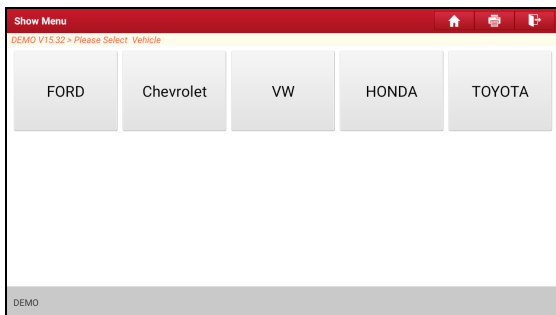 Show Menu
DEMO V15.32 > Please Select Vehicle
FORD Chevrolet VW HONDA TOYOTA
DEMO